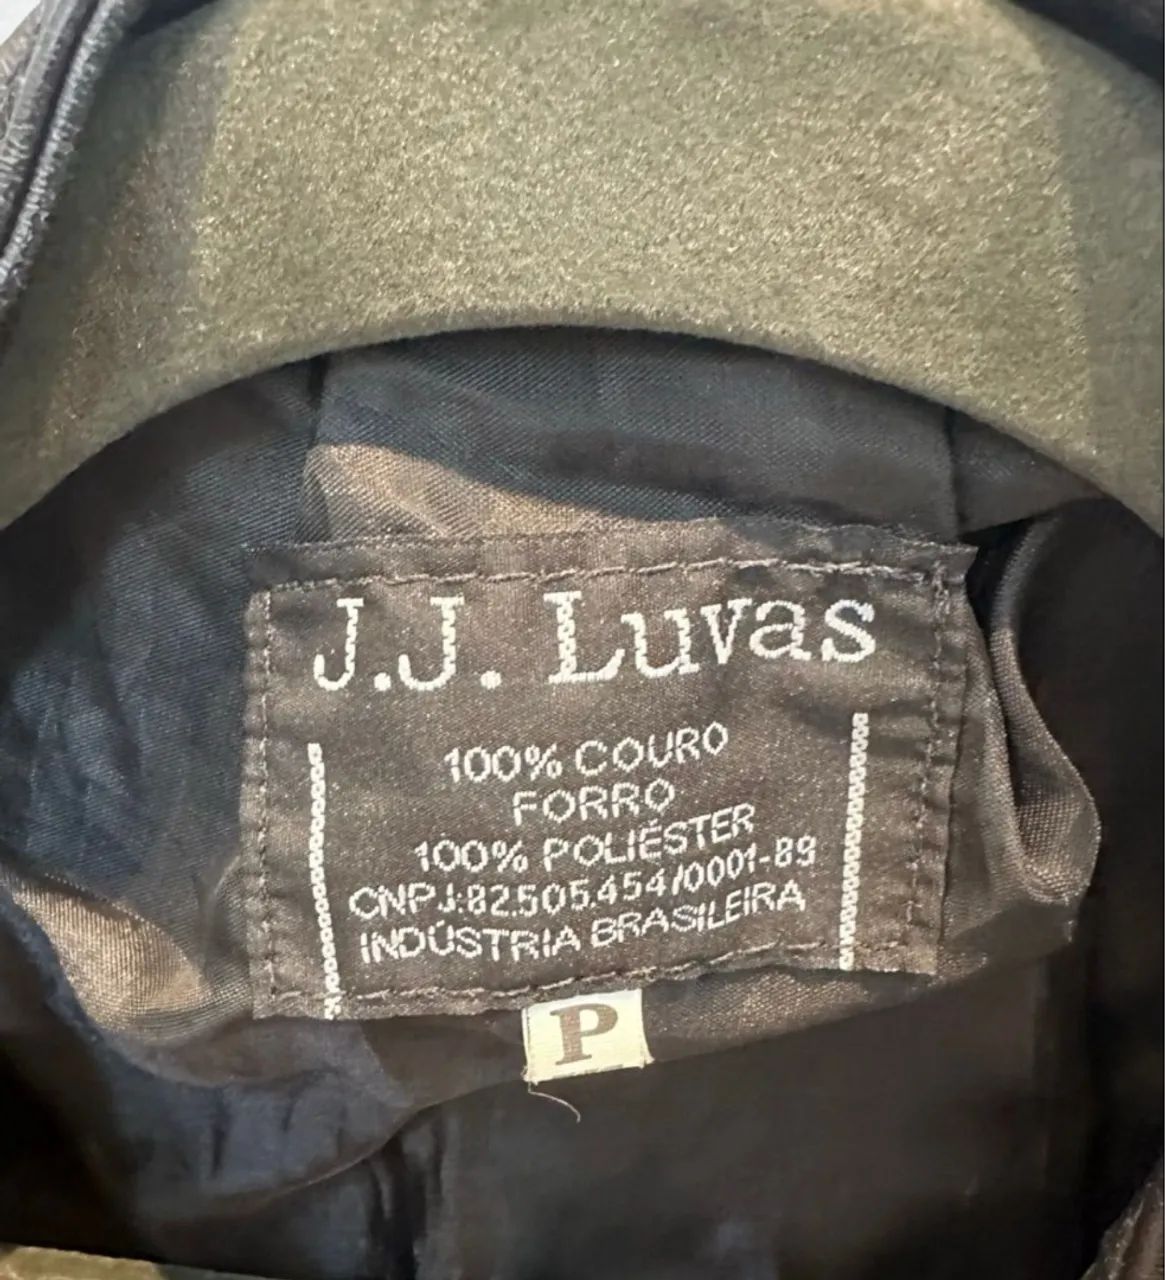 J.J. Luvas
100% COURO
FORRO
100% POLIÉSTER
CNPJ:82.505.454/0001-89
INDÚSTRIA BRASILEIRA
P